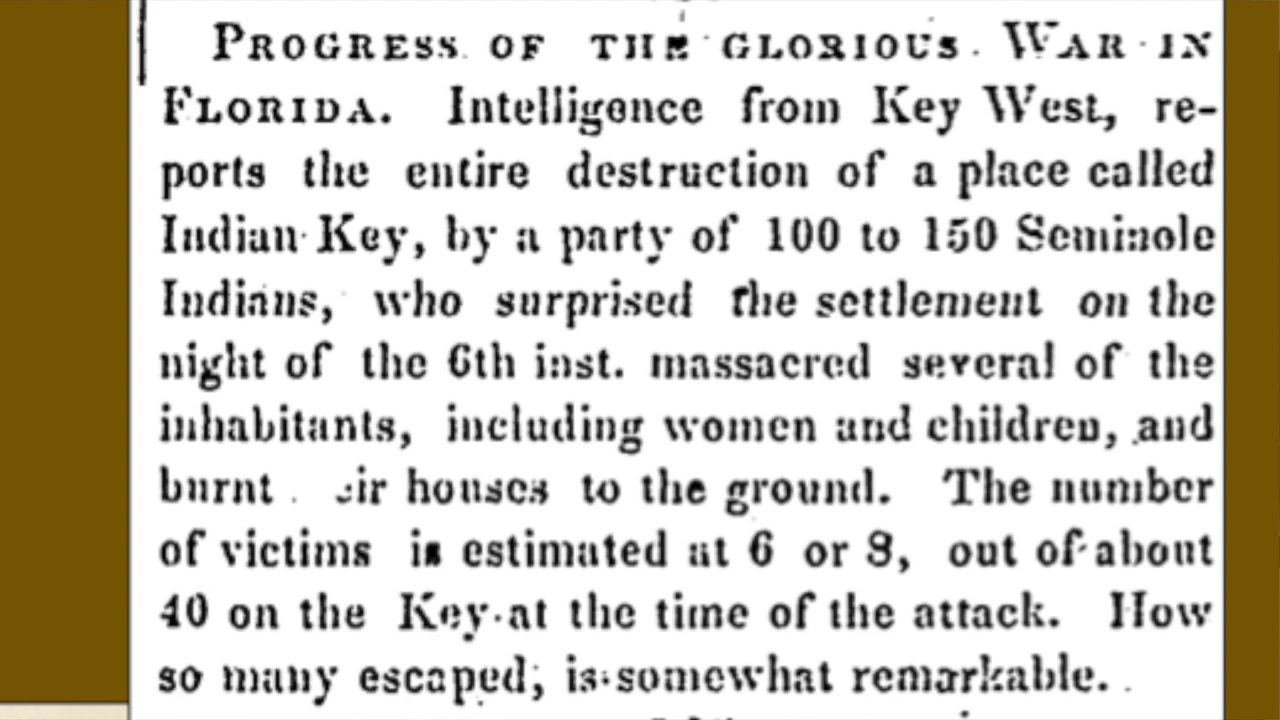 PROGRESS OF THE GLORIOUS WAR IN
FLORIDA. Intelligence from Key West, re-
ports the entire destruction of a place called
Indian Key, by a party of 100 to 150 Seminole
Indians, who surprised the settlement on the
night of the 6th inst. massacred several of the
inhabitants, including women and children, and
burnt eir houses to the ground. The number
of victims is estimated at 6 or 8, out of about
40 on the Key at the time of the attack. How
so many escaped, is somewhat remarkable.